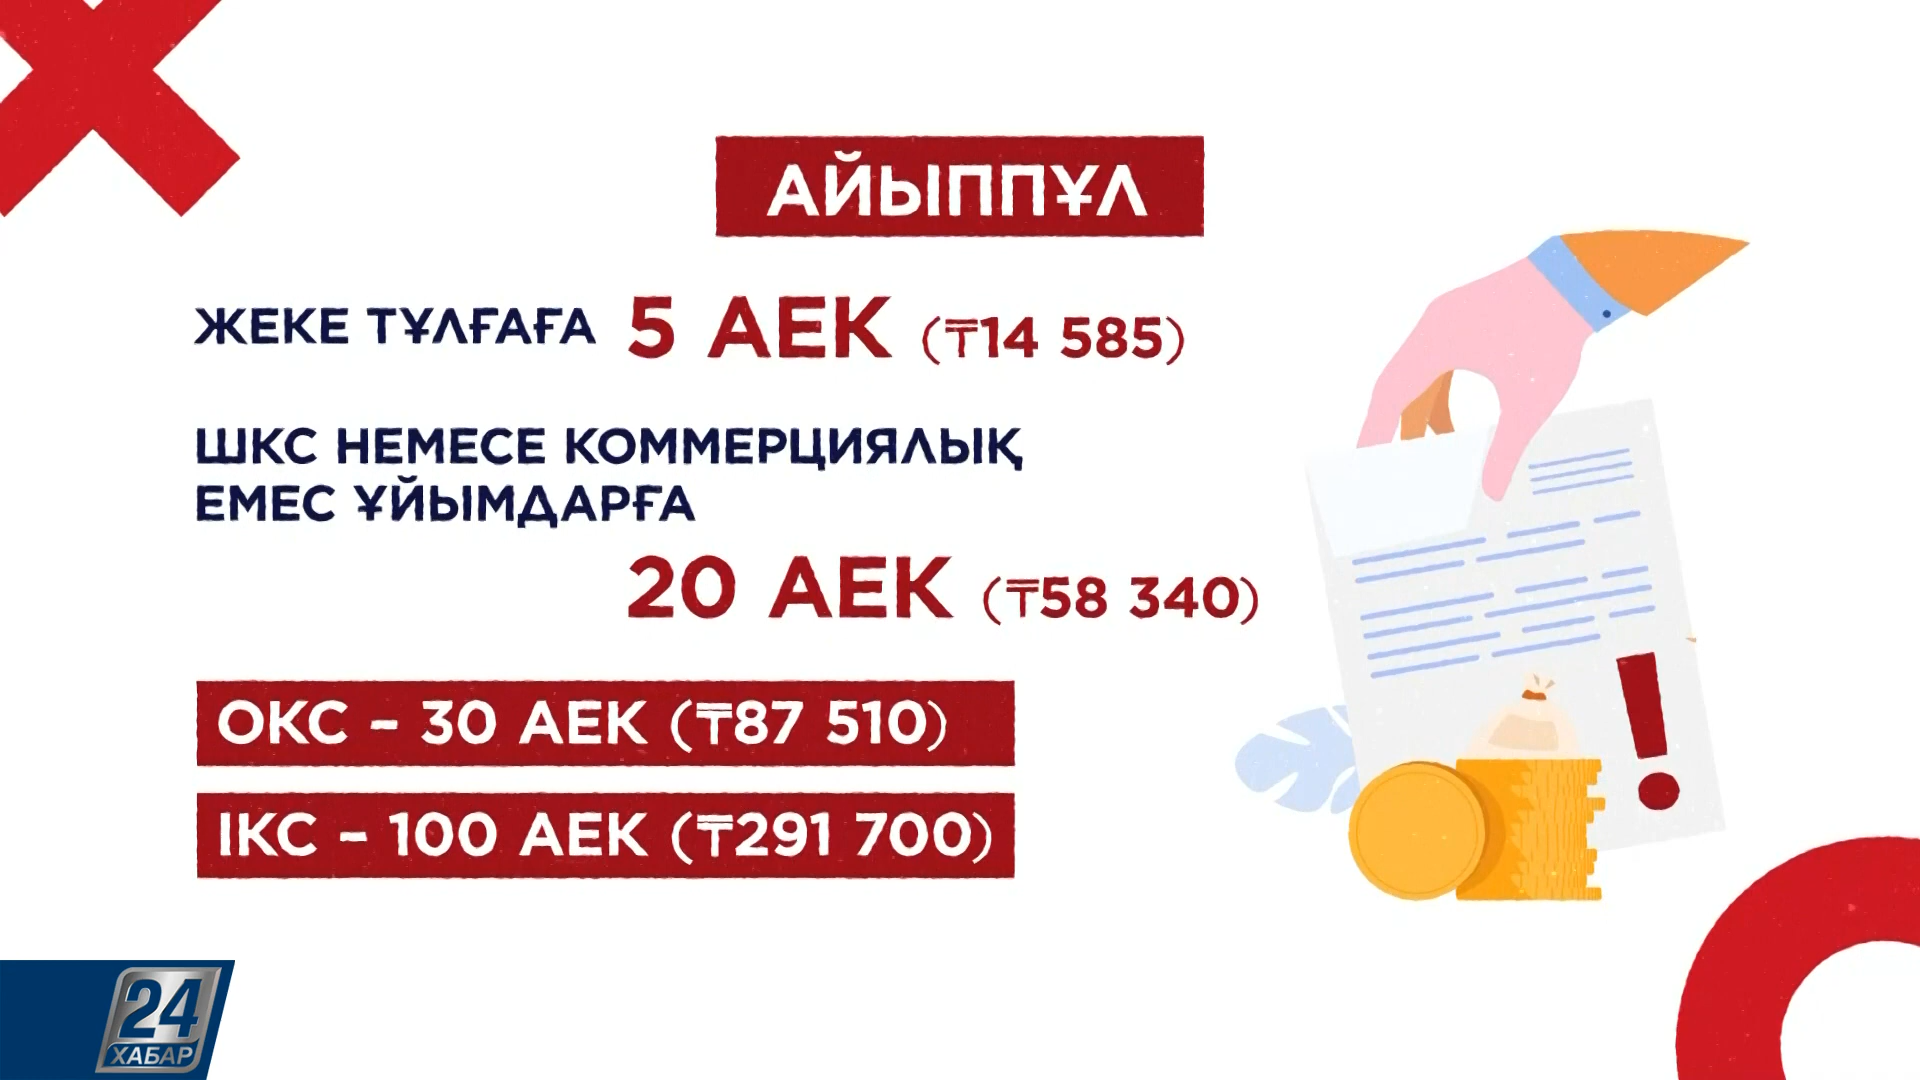 АЙЫППҰЛ
ЖЕКЕ ТҰЛҒАҒА 5 АЕК (₸14 585)
ШКС НЕМЕСЕ КОММЕРЦИЯЛЫҚ
ЕМЕС ҰЙЫМДАРҒА
20 АЕК (₸58 340)
ОКС – 30 АЕК (₸87 510)
ІКС – 100 АЕК (₸291 700)
24
ХАБАР